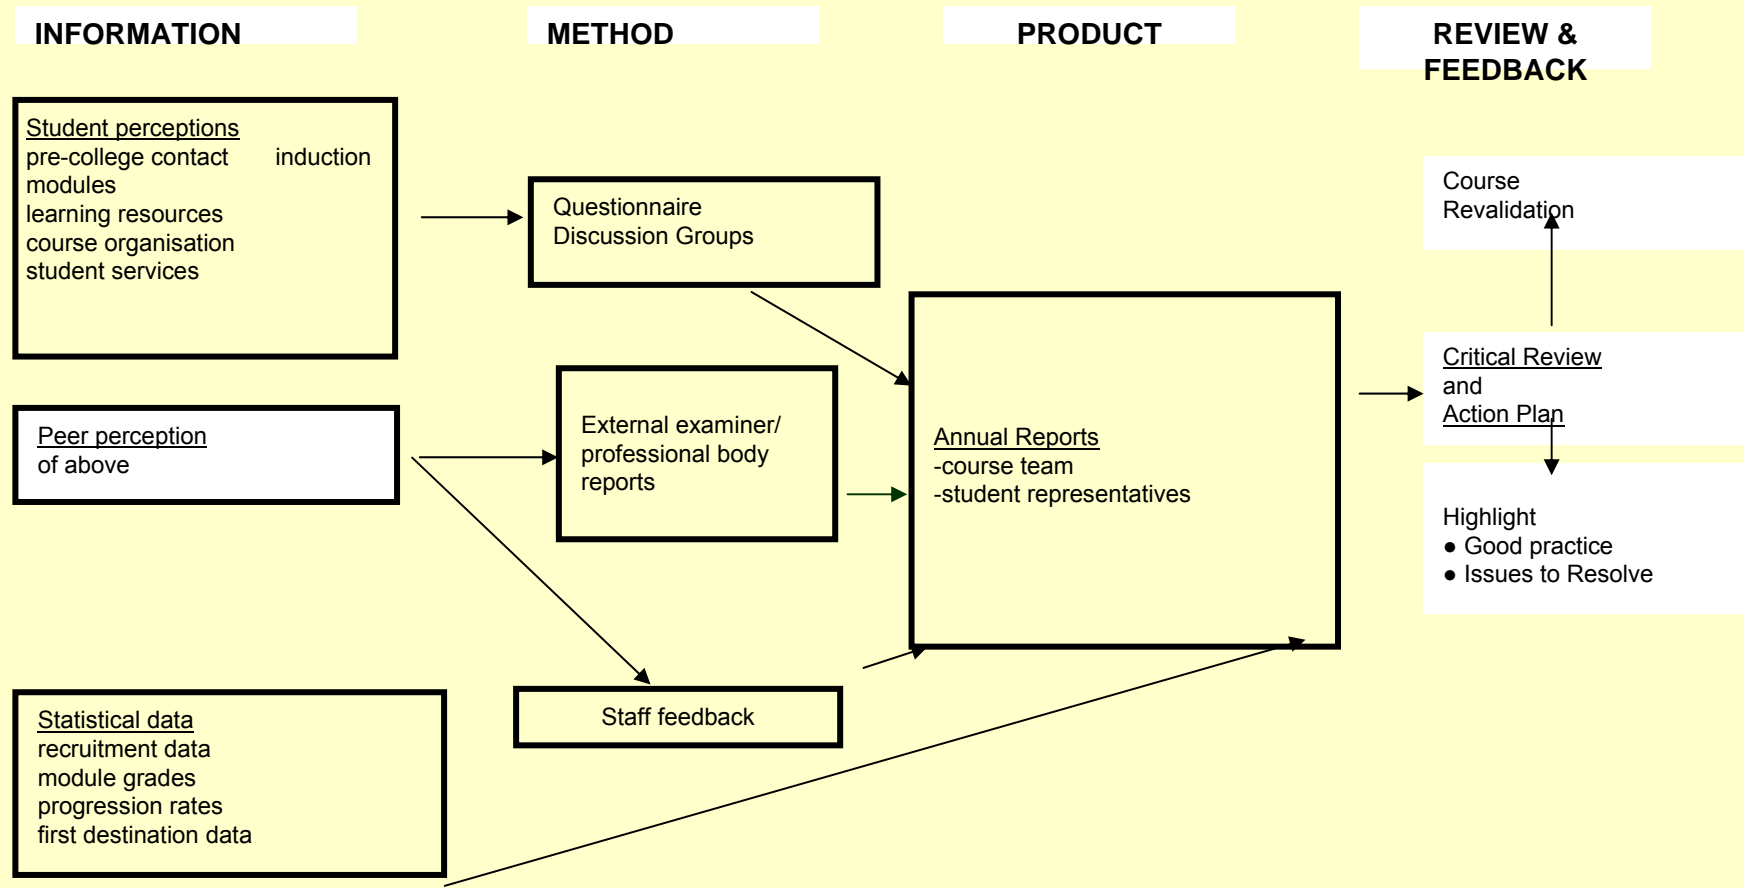 INFORMATION
METHOD
PRODUCT
REVIEW &
FEEDBACK
Student perceptions
pre-college contact induction
modules
learning resources
course organisation
student services
Questionnaire
Discussion Groups
Course
Revalidation
Peer perception
of above
External examiner/
professional body
reports
Annual Reports
-course team
-student representatives
Critical Review
and
Action Plan
Highlight
● Good practice
● Issues to Resolve
Statistical data
recruitment data
module grades
progression rates
first destination data
Staff feedback